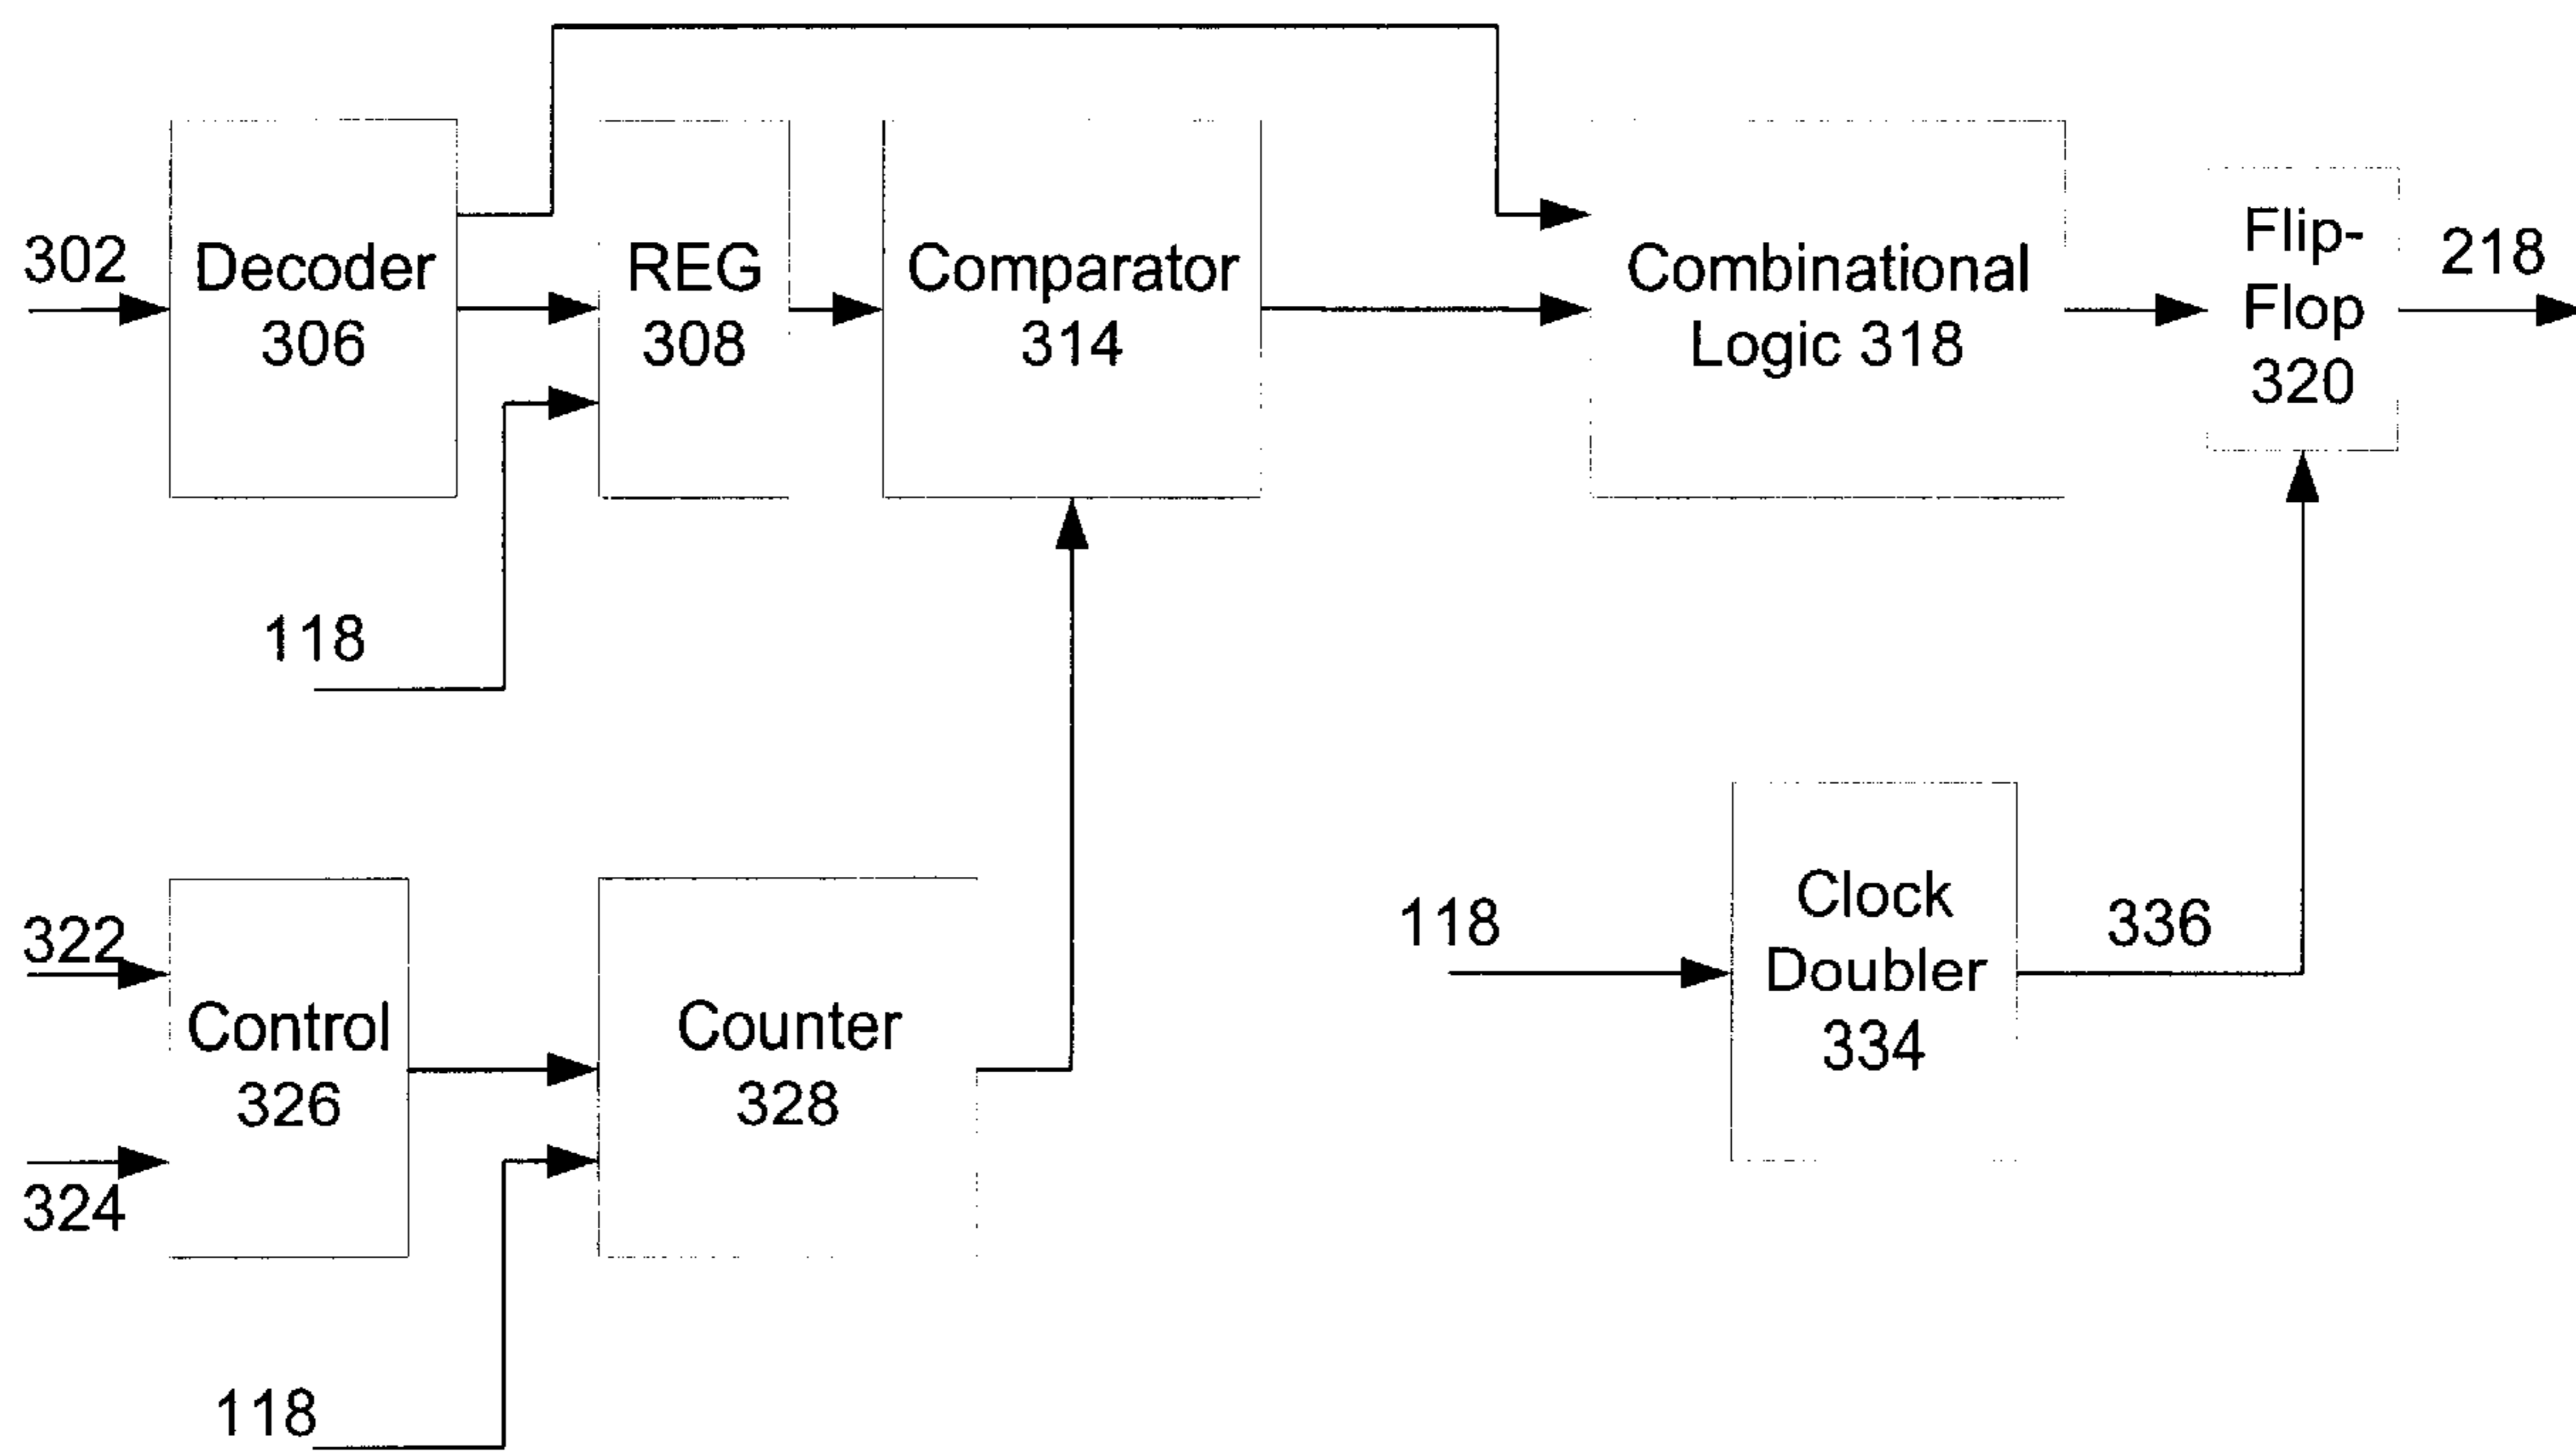 302
Decoder
306
REG
308
Comparator
314
Combinational
Logic 318
Flip-
Flop
320
218
118
322
324
Control
326
Counter
328
118
118
Clock
Doubler
334
336